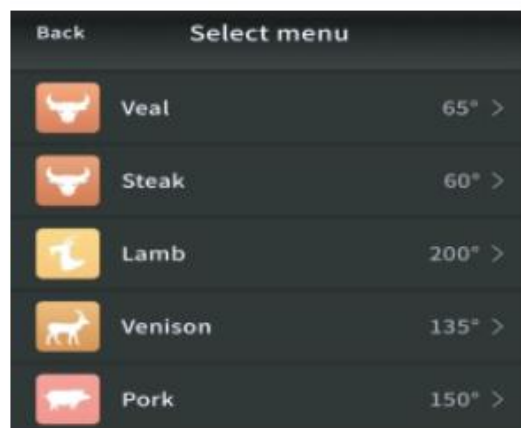 Back Select menu
Veal 65° >
Steak 60° >
Lamb 200° >
Venison 135° >
Pork 150° >